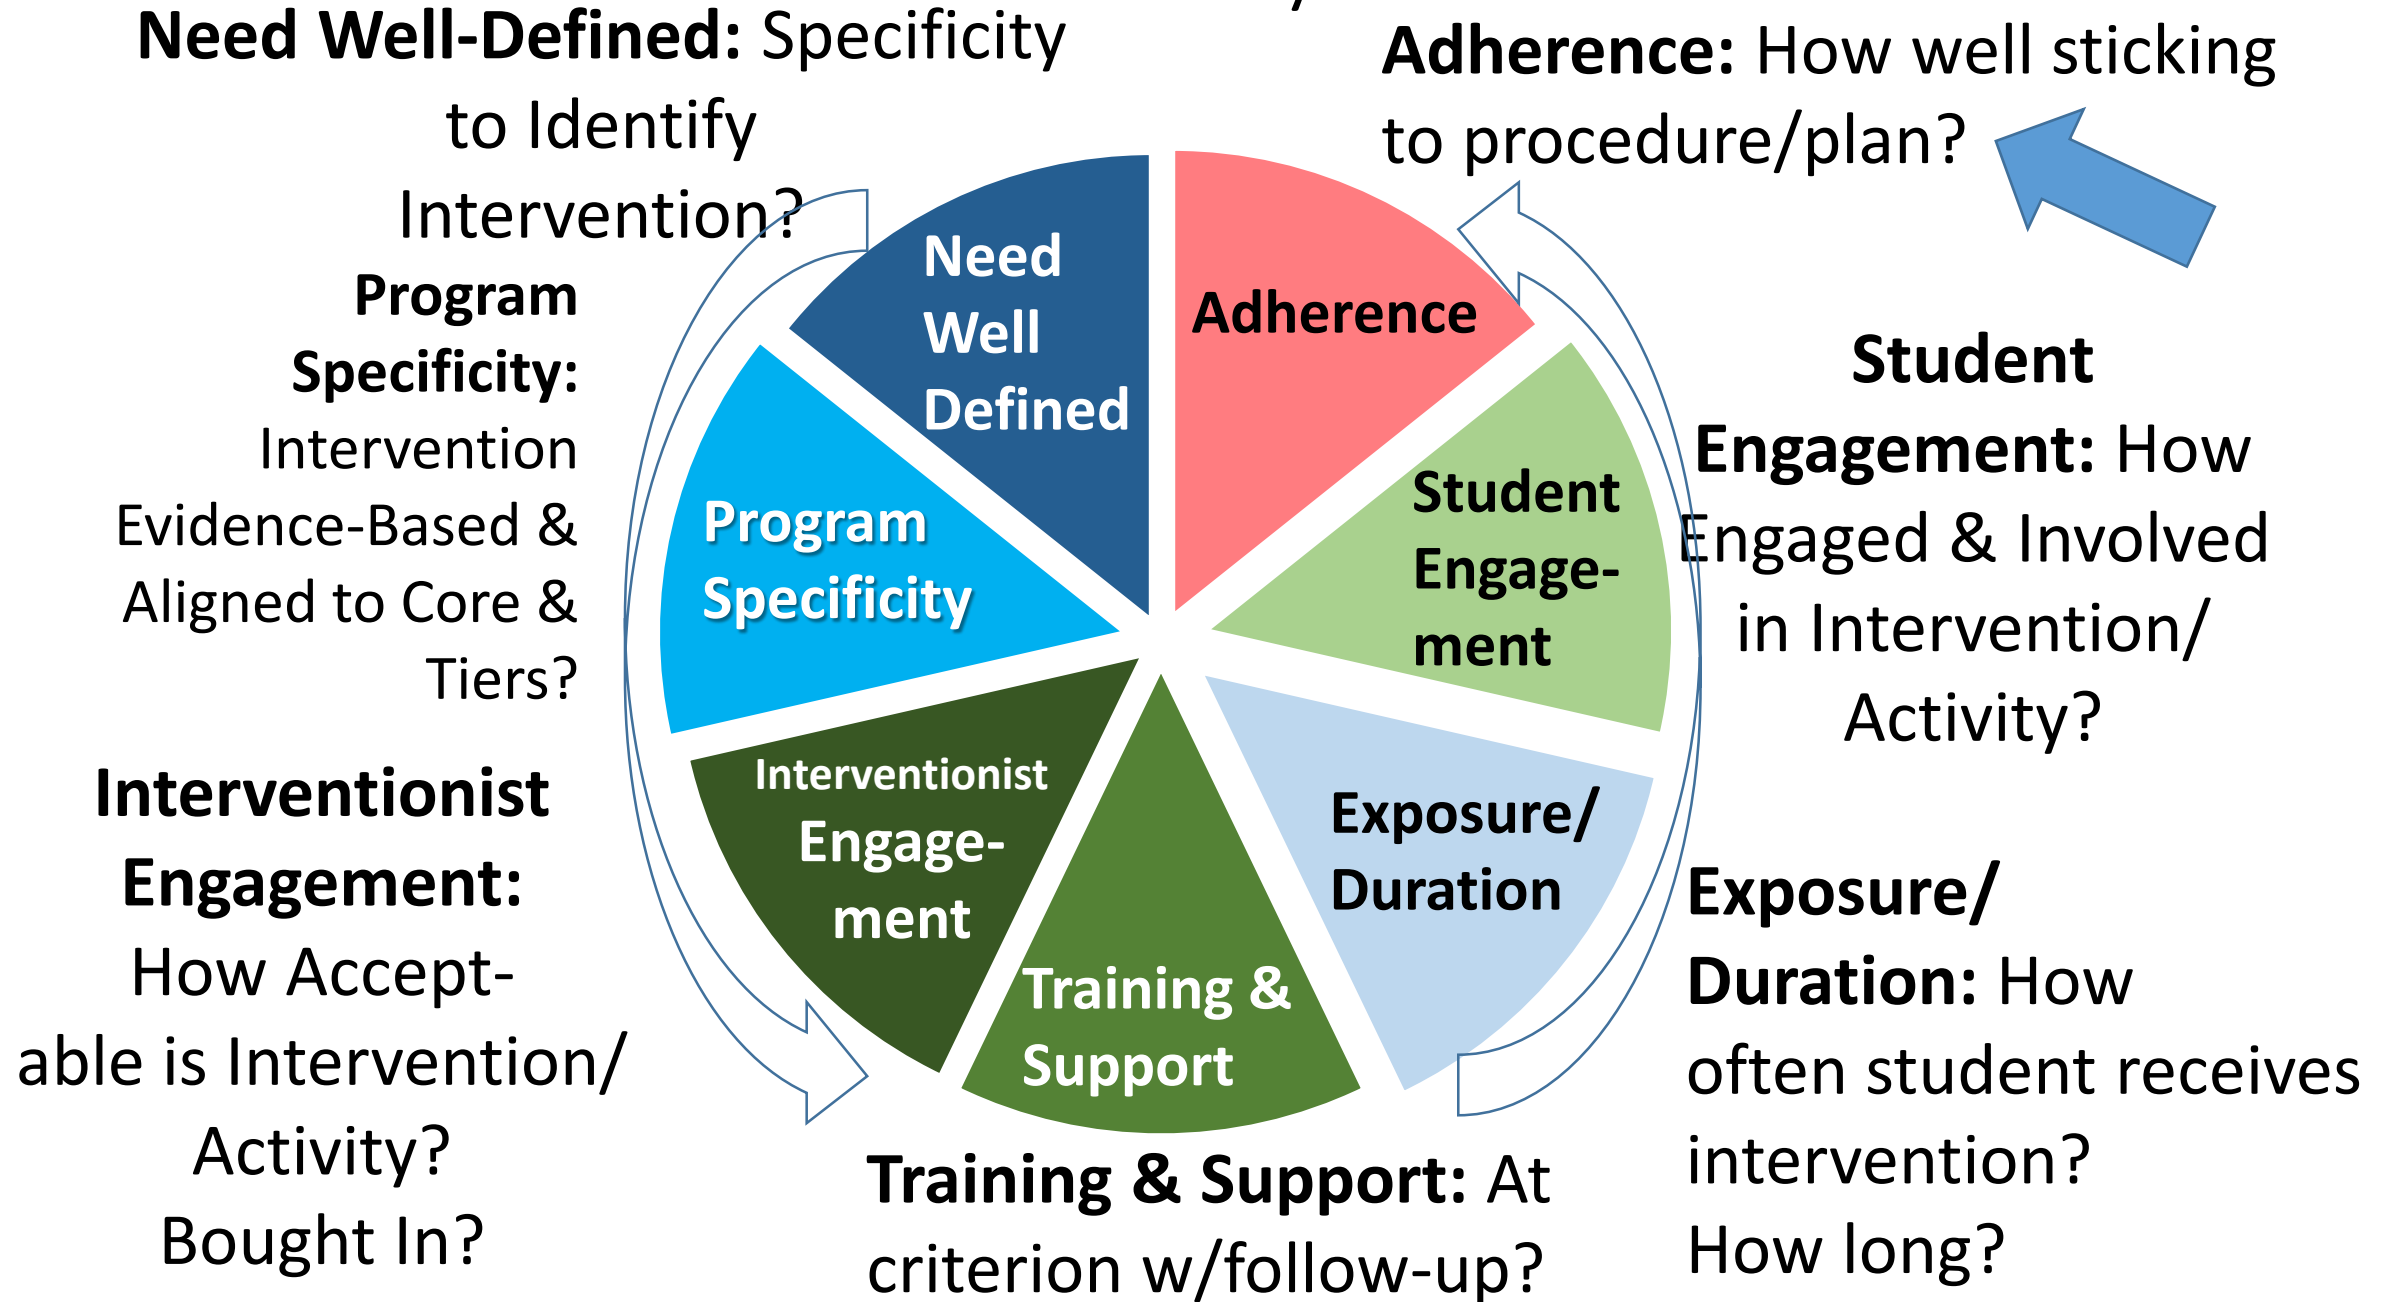 Need Well-Defined: Specificity
to Identify
Intervention?
Program
Specificity:
Intervention
Evidence-Based &
Aligned to Core &
Tiers?
Interventionist
Engagement:
How Accept-
able is Intervention/
Activity?
Bought In?
Need
Well
Defined
Program
Specificity
Interventionist
Engage-
ment
Training &
Support
Adherence
Student
Engage-
ment
Exposure/
Duration
Training & Support: At
criterion w/follow-up?
Adherence: How well sticking
to procedure/plan?
Student
Engagement: How
Engaged & Involved
in Intervention/
Activity?
Exposure/
Duration: How
often student receives
intervention?
How long?